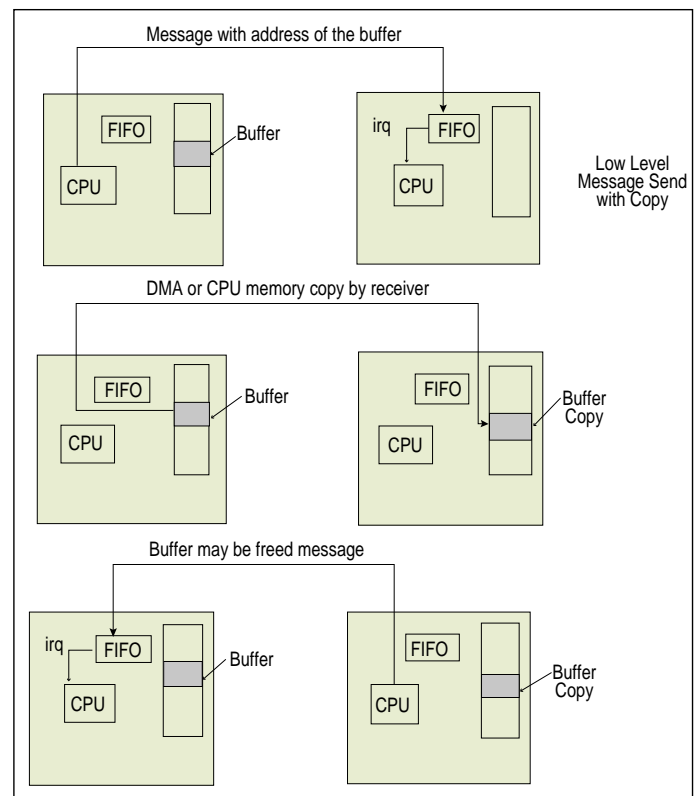 Message with address of the buffer
FIFO
Buffer
CPU
irq
FIFO
CPU
Low Level
Message Send
with Copy
DMA or CPU memory copy by receiver
FIFO
Buffer
CPU
FIFO
Buffer
Copy
CPU
Buffer may be freed message
irq
FIFO
Buffer
CPU
FIFO
Buffer
Copy
CPU